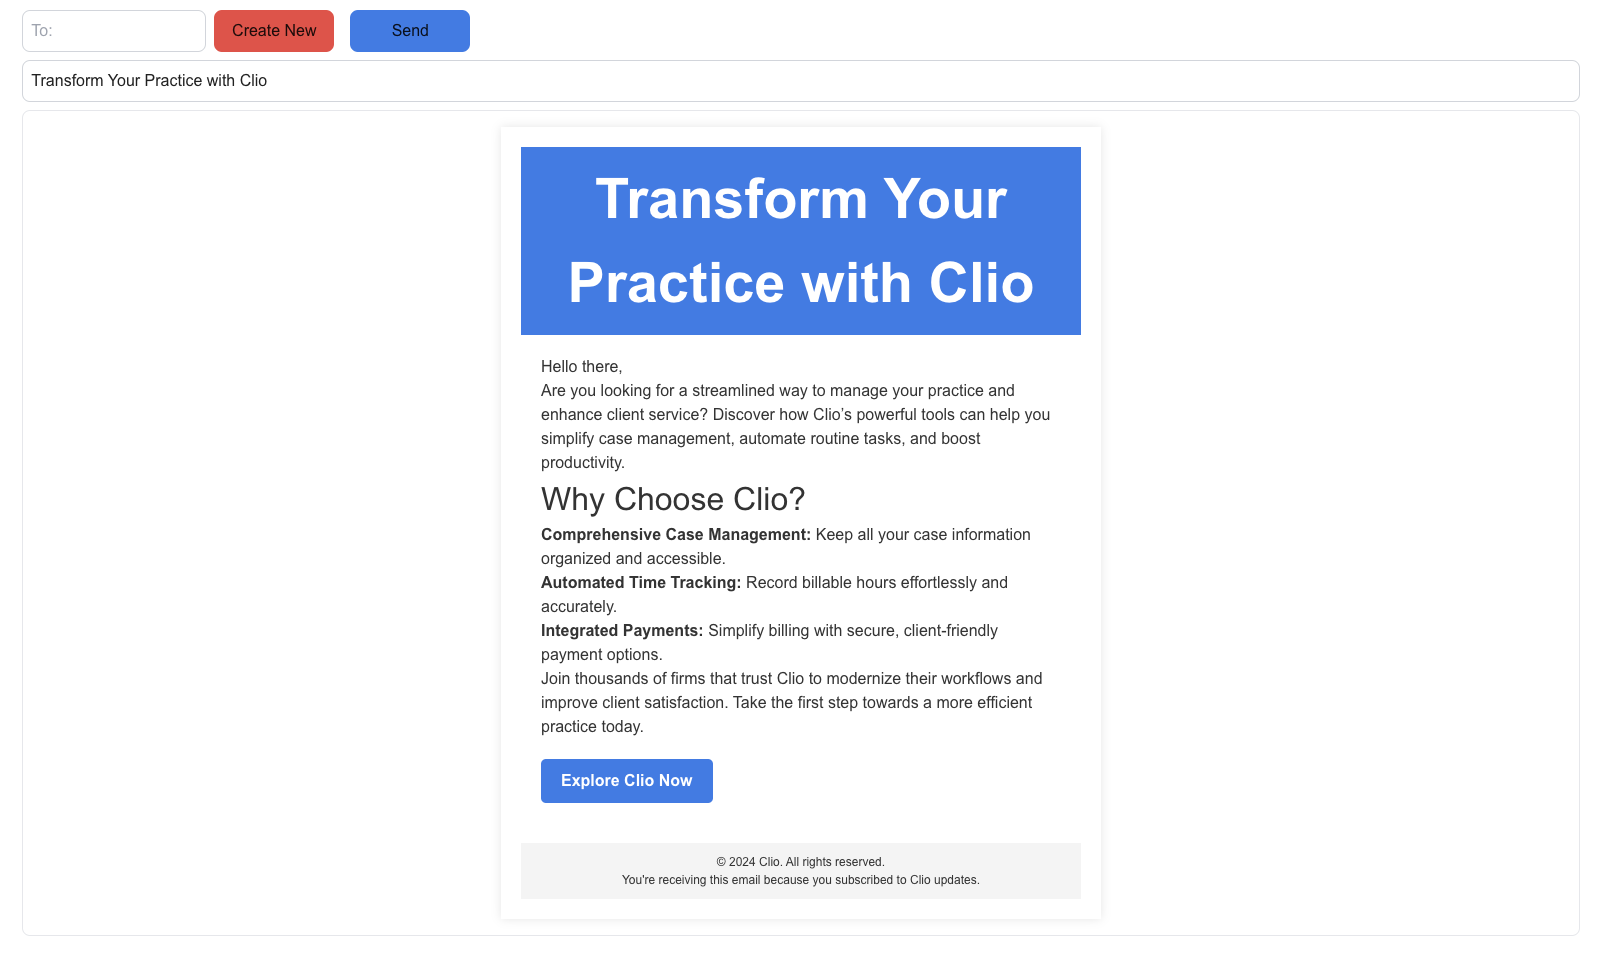 To:
Create New
Send
Transform Your Practice with Clio
Transform Your
Practice with Clio
Hello there,
Are you looking for a streamlined way to manage your practice and
enhance client service? Discover how Clio’s powerful tools can help you
simplify case management, automate routine tasks, and boost
productivity.
Why Choose Clio?
Comprehensive Case Management: Keep all your case information
organized and accessible.
Automated Time Tracking: Record billable hours effortlessly and
accurately.
Integrated Payments: Simplify billing with secure, client-friendly
payment options.
Join thousands of firms that trust Clio to modernize their workflows and
improve client satisfaction. Take the first step towards a more efficient
practice today.
Explore Clio Now
© 2024 Clio. All rights reserved.
You're receiving this email because you subscribed to Clio updates.